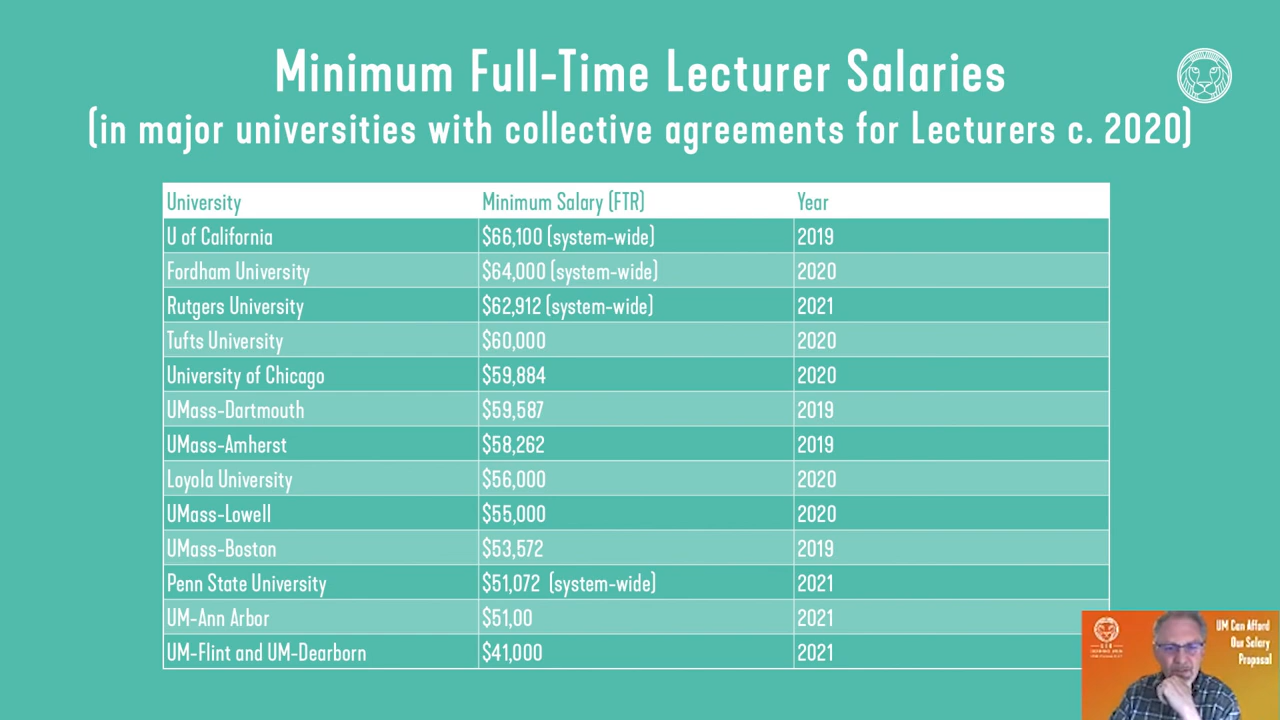 Minimum Full-Time Lecturer Salaries
(in major universities with collective agreements for Lecturers c. 2020)
University Minimum Salary (FTR) Year
U of California $66,100 (system-wide) 2019
Fordham University $64,000 (system-wide) 2020
Rutgers University $62,912 (system-wide) 2021
Tufts University $60,000 2020
University of Chicago $59,884 2020
UMass-Dartmouth $59,587 2019
UMass-Amherst $58,262 2019
Loyola University $56,000 2020
UMass-Lowell $55,000 2020
UMass-Boston $53,572 2019
Penn State University $51,072 (system-wide) 2021
UM-Ann Arbor $51,00 2021
UM-Flint and UM-Dearborn $41,000 2021
UM Can Afford
Our Salary
Proposal